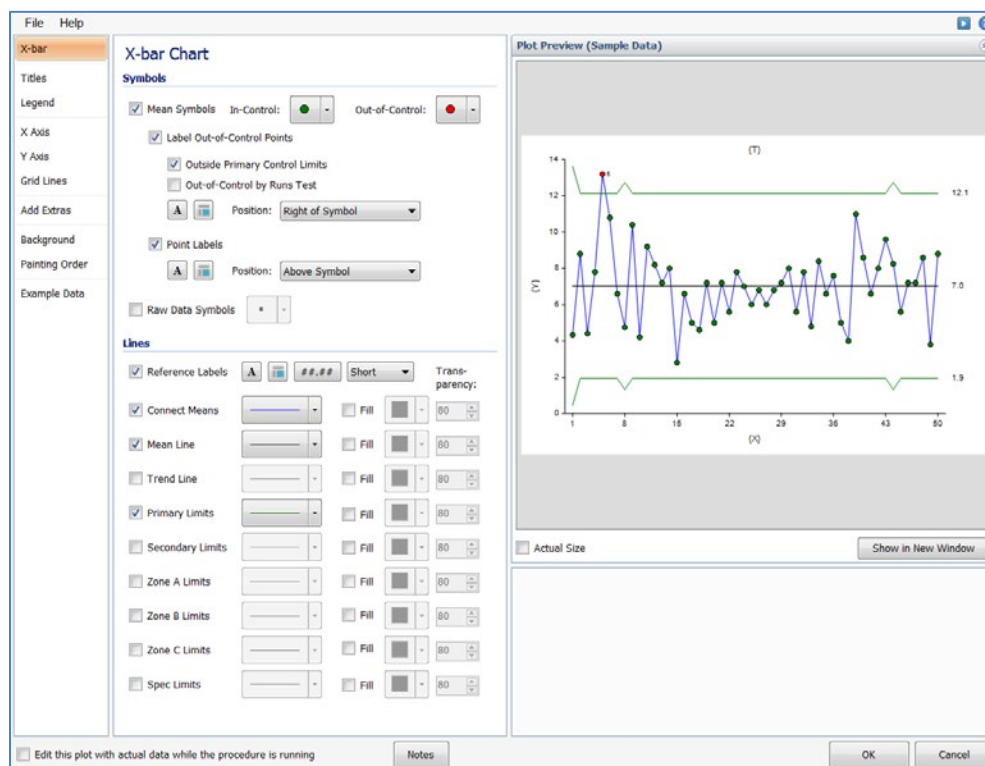 File Help
X-bar
Titles
Legend
X Axis
Y Axis
Grid Lines
Add Extras
Background
Painting Order
Example Data
X-bar Chart
Symbols
Mean Symbols In-Control: Out-of-Control:
Label Out-of-Control Points
Outside Primary Control Limits
Out-of-Control by Runs Test
A Position: Right of Symbol
Point Labels
A Position: Above Symbol
Raw Data Symbols
Lines
Reference Labels A ##.## Short Trans-
parency:
Connect Means Fill 80
Mean Line Fill 80
Trend Line Fill 80
Primary Limits Fill 80
Secondary Limits Fill 80
Zone A Limits Fill 80
Zone B Limits Fill 80
Zone C Limits Fill 80
Spec Limits Fill 80
Plot Preview (Sample Data)
{T}
14
12
10
8
6
4
2
0
{Y}
12.1
7.0
1.9
1 8 15 22 29 36 43 50
{X}
Actual Size Show in New Window
Edit this plot with actual data while the procedure is running Notes OK Cancel